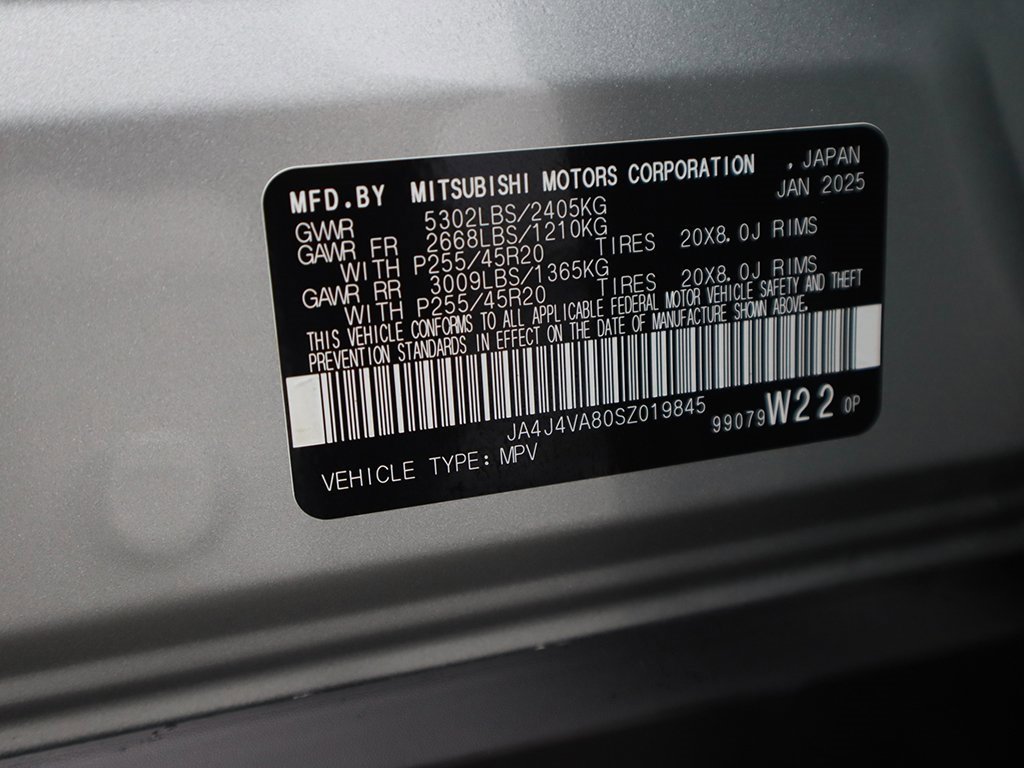 MFD.BY MITSUBISHI MOTORS CORPORATION , JAPAN
JAN 2025
GVWR 5302LBS/2405KG
GAWR FR 2668LBS/1210KG
WITH P255/45R20 TIRES 20X8.0J RIMS
GAWR RR 3009LBS/1365KG
WITH P255/45R20 TIRES 20X8.0J RIMS
THIS VEHICLE CONFORMS TO ALL APPLICABLE FEDERAL MOTOR VEHICLE SAFETY AND THEFT
PREVENTION STANDARDS IN EFFECT ON THE DATE OF MANUFACTURE SHOWN ABOVE.
JA4J4VA80SZ019845
99079 W22 0P
VEHICLE TYPE: MPV